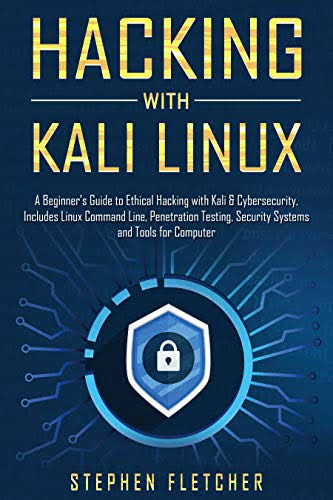 HACKING
WITH
KALI LINUX
A Beginner's Guide to Ethical Hacking with Kali & Cybersecurity,
Includes Linux Command Line, Penetration Testing, Security Systems
and Tools for Computer
STEPHEN FLETCHER